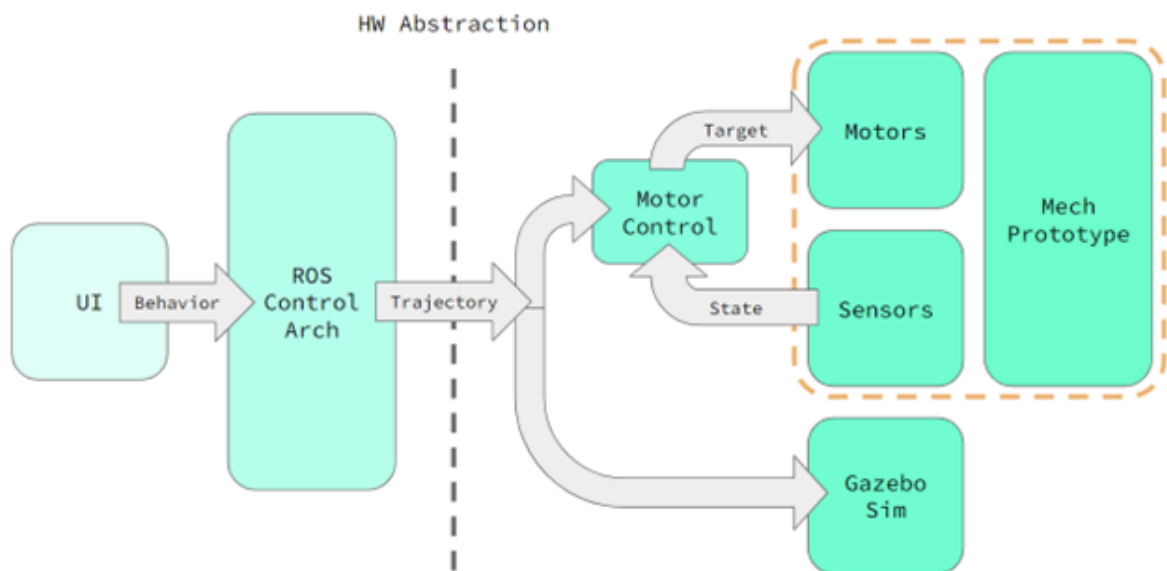 HW Abstraction
UI
Behavior
ROS
Control
Arch
Trajectory
Motor
Control
Target
State
Motors
Sensors
Mech
Prototype
Gazebo
Sim